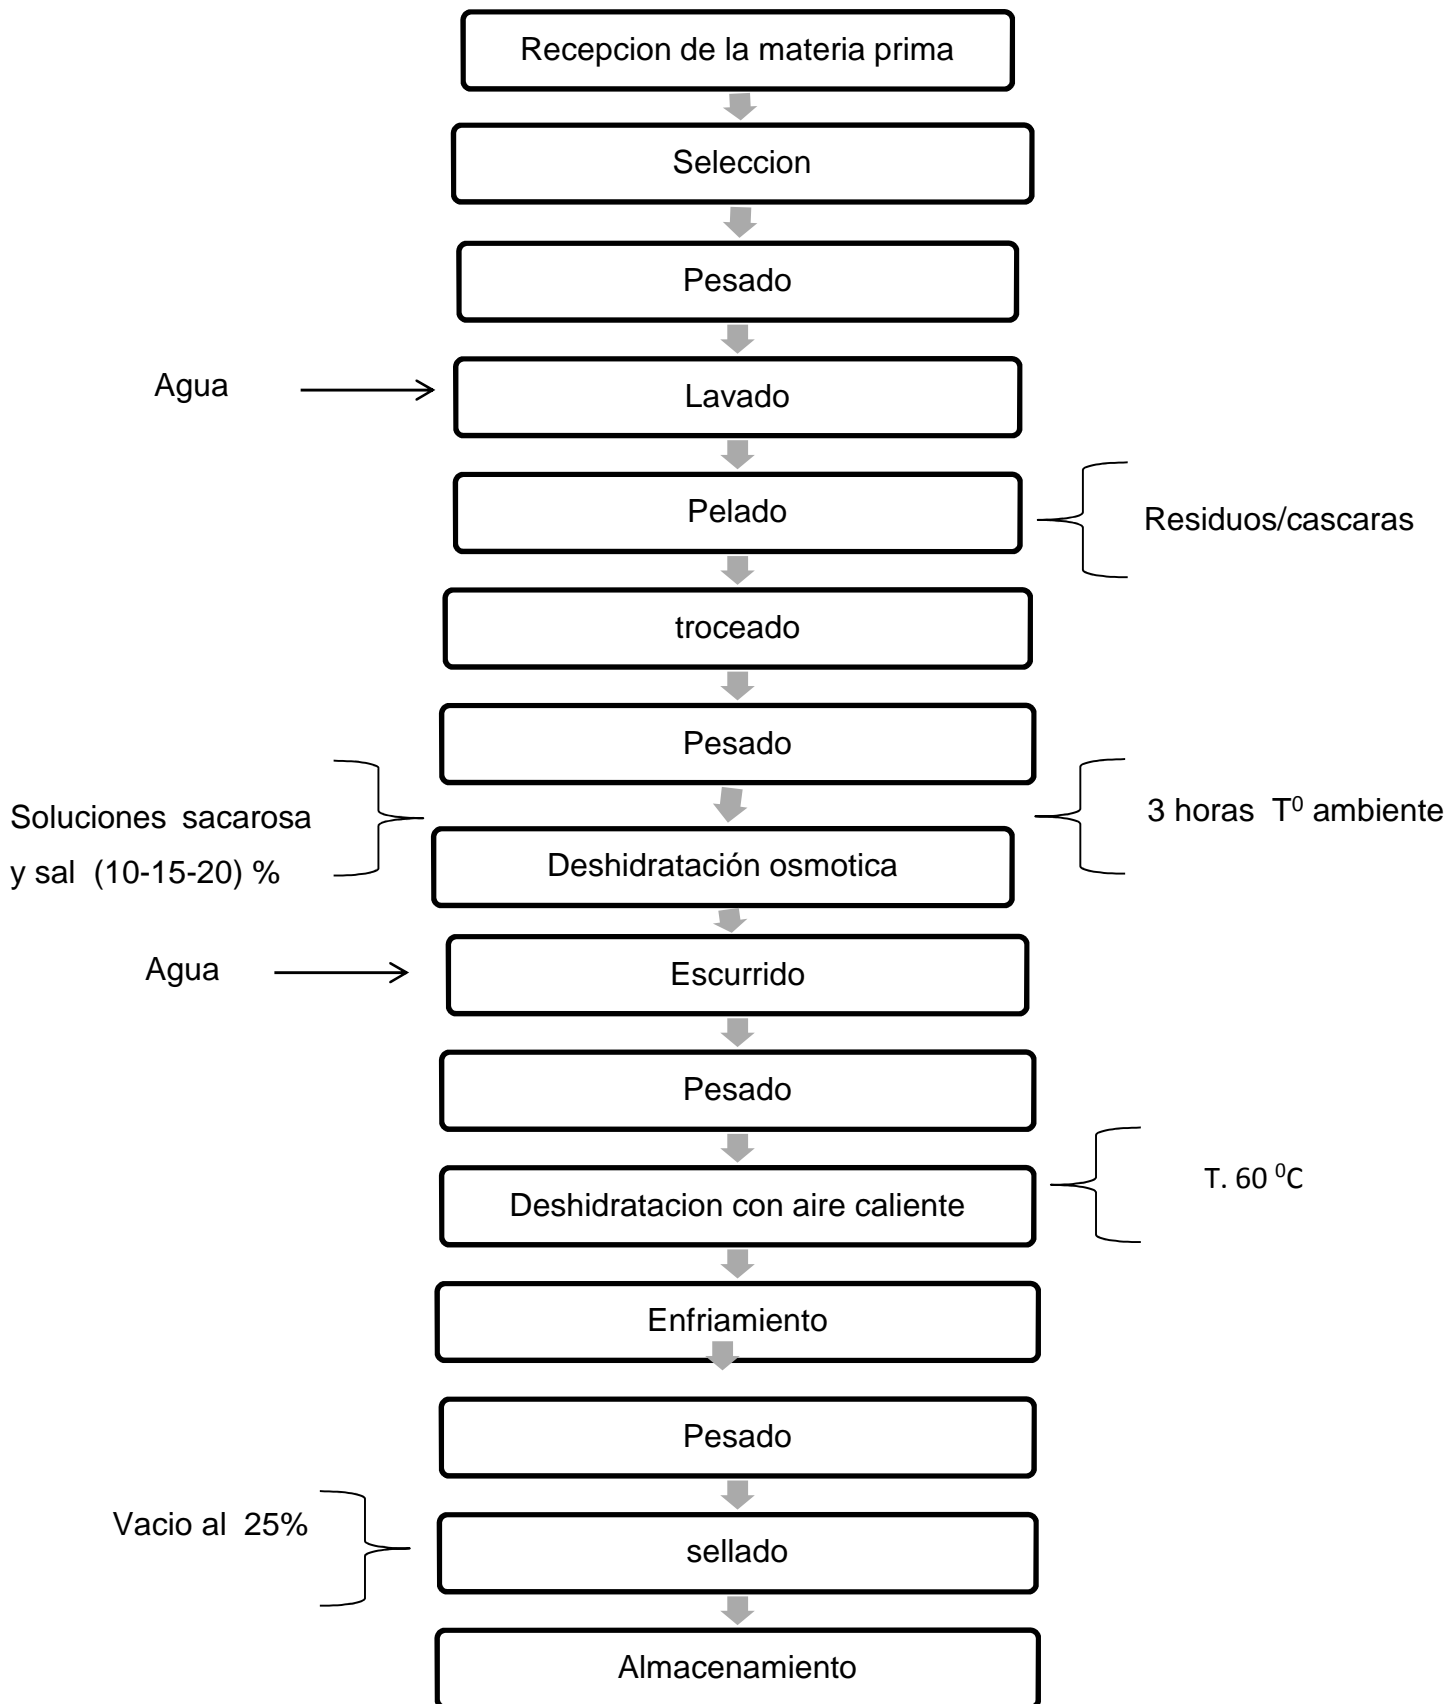 Recepcion de la materia prima
Seleccion
Pesado
Agua
Lavado
Pelado
Residuos/cascaras
troceado
Pesado
Soluciones sacarosa
y sal (10-15-20) %
3 horas T⁰ ambiente
Deshidratación osmotica
Agua
Escurrido
Pesado
Deshidratacion con aire caliente
T. 60 ⁰C
Enfriamiento
Pesado
Vacio al 25%
sellado
Almacenamiento